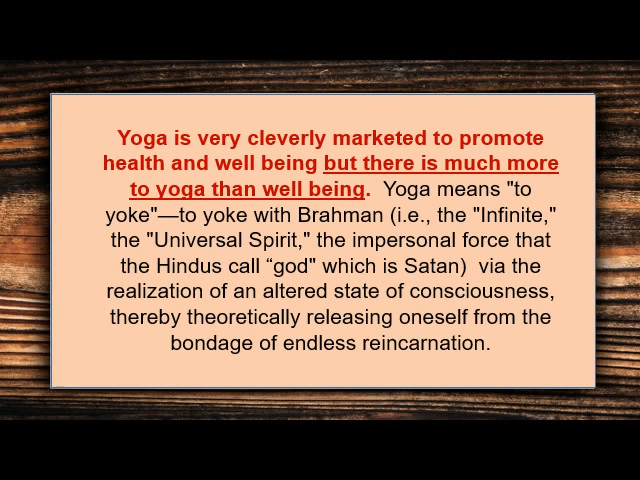 Yoga is very cleverly marketed to promote
health and well being but there is much more
to yoga than well being.  Yoga means "to
yoke"—to yoke with Brahman (i.e., the "Infinite,"
the "Universal Spirit," the impersonal force that
the Hindus call “god" which is Satan)  via the
realization of an altered state of consciousness,
thereby theoretically releasing oneself from the
bondage of endless reincarnation.